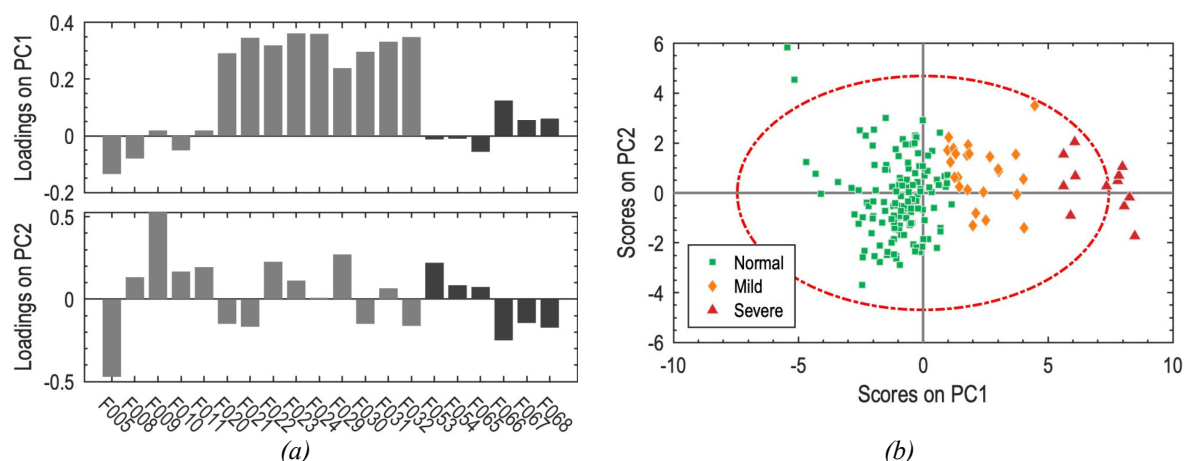 (a)
Loadings on PC1
0.4
0.2
0
-0.2
Loadings on PC2
0.5
0
-0.5
F005 F008 F009 F010 F011 F020 F021 F022 F023 F024 F029 F030 F031 F032 F053 F054 F065 F066 F067 F068
(b)
Scores on PC2
6
4
2
0
-2
-4
-6
Normal
Mild
Severe
-10 -5 0 5 10
Scores on PC1